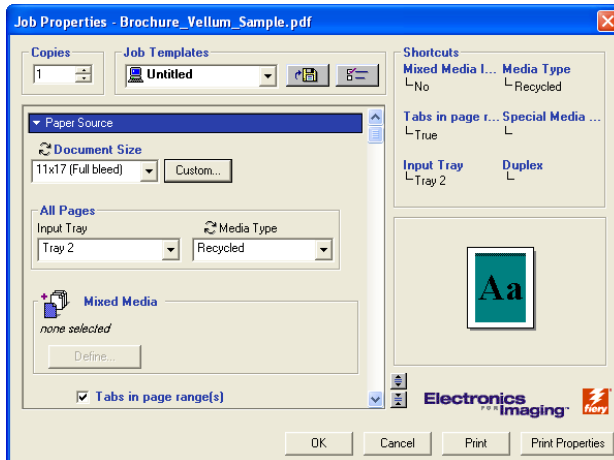 Job Properties - Brochure_Vellum_Sample.pdf
Copies
1
Job Templates
Untitled
Shortcuts
Mixed Media I... Media Type
No Recycled
Tabs in page r... Special Media ...
True
Input Tray Duplex
Tray 2
Paper Source
Document Size
11x17 (Full bleed) Custom...
All Pages
Input Tray Media Type
Tray 2 Recycled
Mixed Media
none selected
Define...
Tabs in page range(s)
Aa
Electronics
FOR Imaging
fiery
OK Cancel Print Print Properties